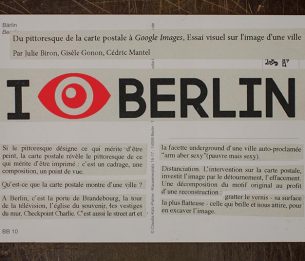 Bärlin
Du pittoresque de la carte postale à Google Images, Essai visuel sur l'image d'une ville
Par Julie Biron, Gisèle Gonon, Cédric Mantel
I BERLIN
Si le pittoresque désigne ce qui mérite d'être
peint, la carte postale révèle le pittoresque de ce
qui mérite d'être imprimé : c'est un cadrage, une
composition, un point de vue.
Qu'est-ce que la carte postale montre d'une ville ?
A Berlin, c'est la porte de Brandebourg, la tour
de la télévision, l'église du souvenir, les vestiges
du mur, Checkpoint Charlie. C'est aussi le street art et
BB 10
la facette underground d'une ville auto-proclamée
"arm aber sexy"(pauvre mais sexy).
Distanciation. L'intervention sur la carte postale,
investit l'image par le détournement, l'effacement.
Une décomposition du motif original au profit
d'une reconstruction.
gratter le vernis - sa surface
la plus flatteuse - celle qui brille et nous attire, pour
en excaver l'image.